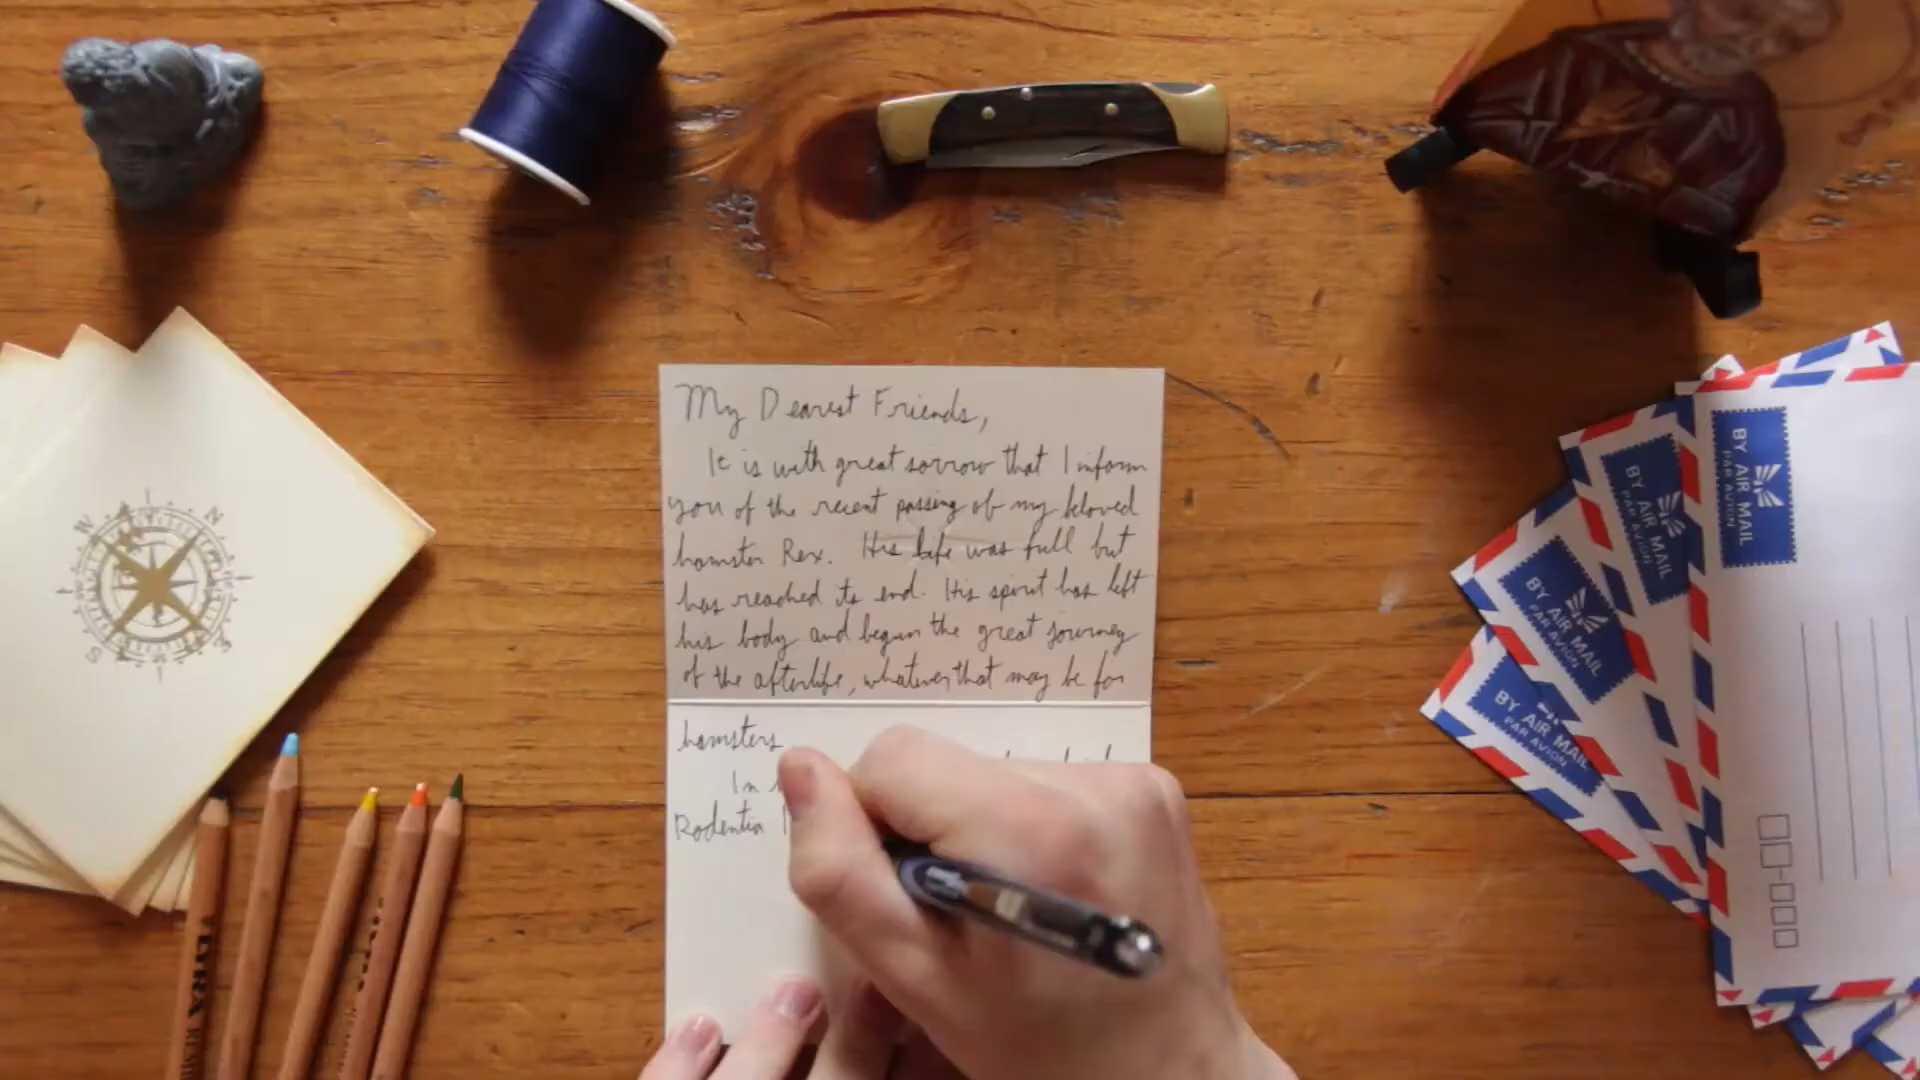 My Dearest Friends,
It is with great sorrow that I inform
you of the recent passing of my beloved
hamster Rex. His life was full but
has reached its end. His spirit has left
his body and begun the great journey
of the afterlife, whatever that may be for
hamsters
In
Rodentia
N
W
S
BY AIR MAIL
PAR AVION
BY AIR MAIL
PAR AVION
BY AIR MAIL
PAR AVION
BY AIR MAIL
PAR AVION
LYRA